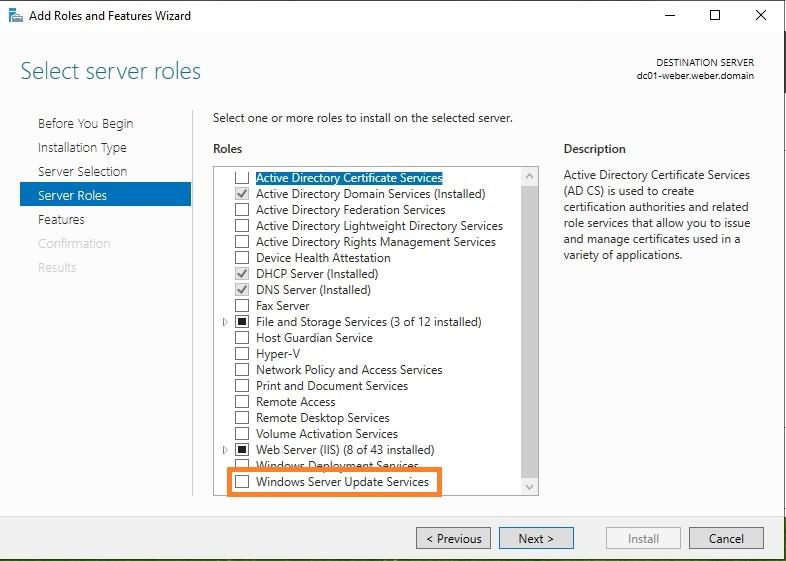 Add Roles and Features Wizard
Select server roles
DESTINATION SERVER
dc01-weber.weber.domain
Before You Begin
Installation Type
Server Selection
Server Roles
Features
Confirmation
Results
Select one or more roles to install on the selected server.
Roles
Active Directory Certificate Services
Active Directory Domain Services (Installed)
Active Directory Federation Services
Active Directory Lightweight Directory Services
Active Directory Rights Management Services
Device Health Attestation
DHCP Server (Installed)
DNS Server (Installed)
Fax Server
File and Storage Services (3 of 12 installed)
Host Guardian Service
Hyper-V
Network Policy and Access Services
Print and Document Services
Remote Access
Remote Desktop Services
Volume Activation Services
Web Server (IIS) (8 of 43 installed)
Windows Deployment Services
Windows Server Update Services
Description
Active Directory Certificate Services
(AD CS) is used to create
certification authorities and related
role services that allow you to issue
and manage certificates used in a
variety of applications.
< Previous
Next >
Install
Cancel